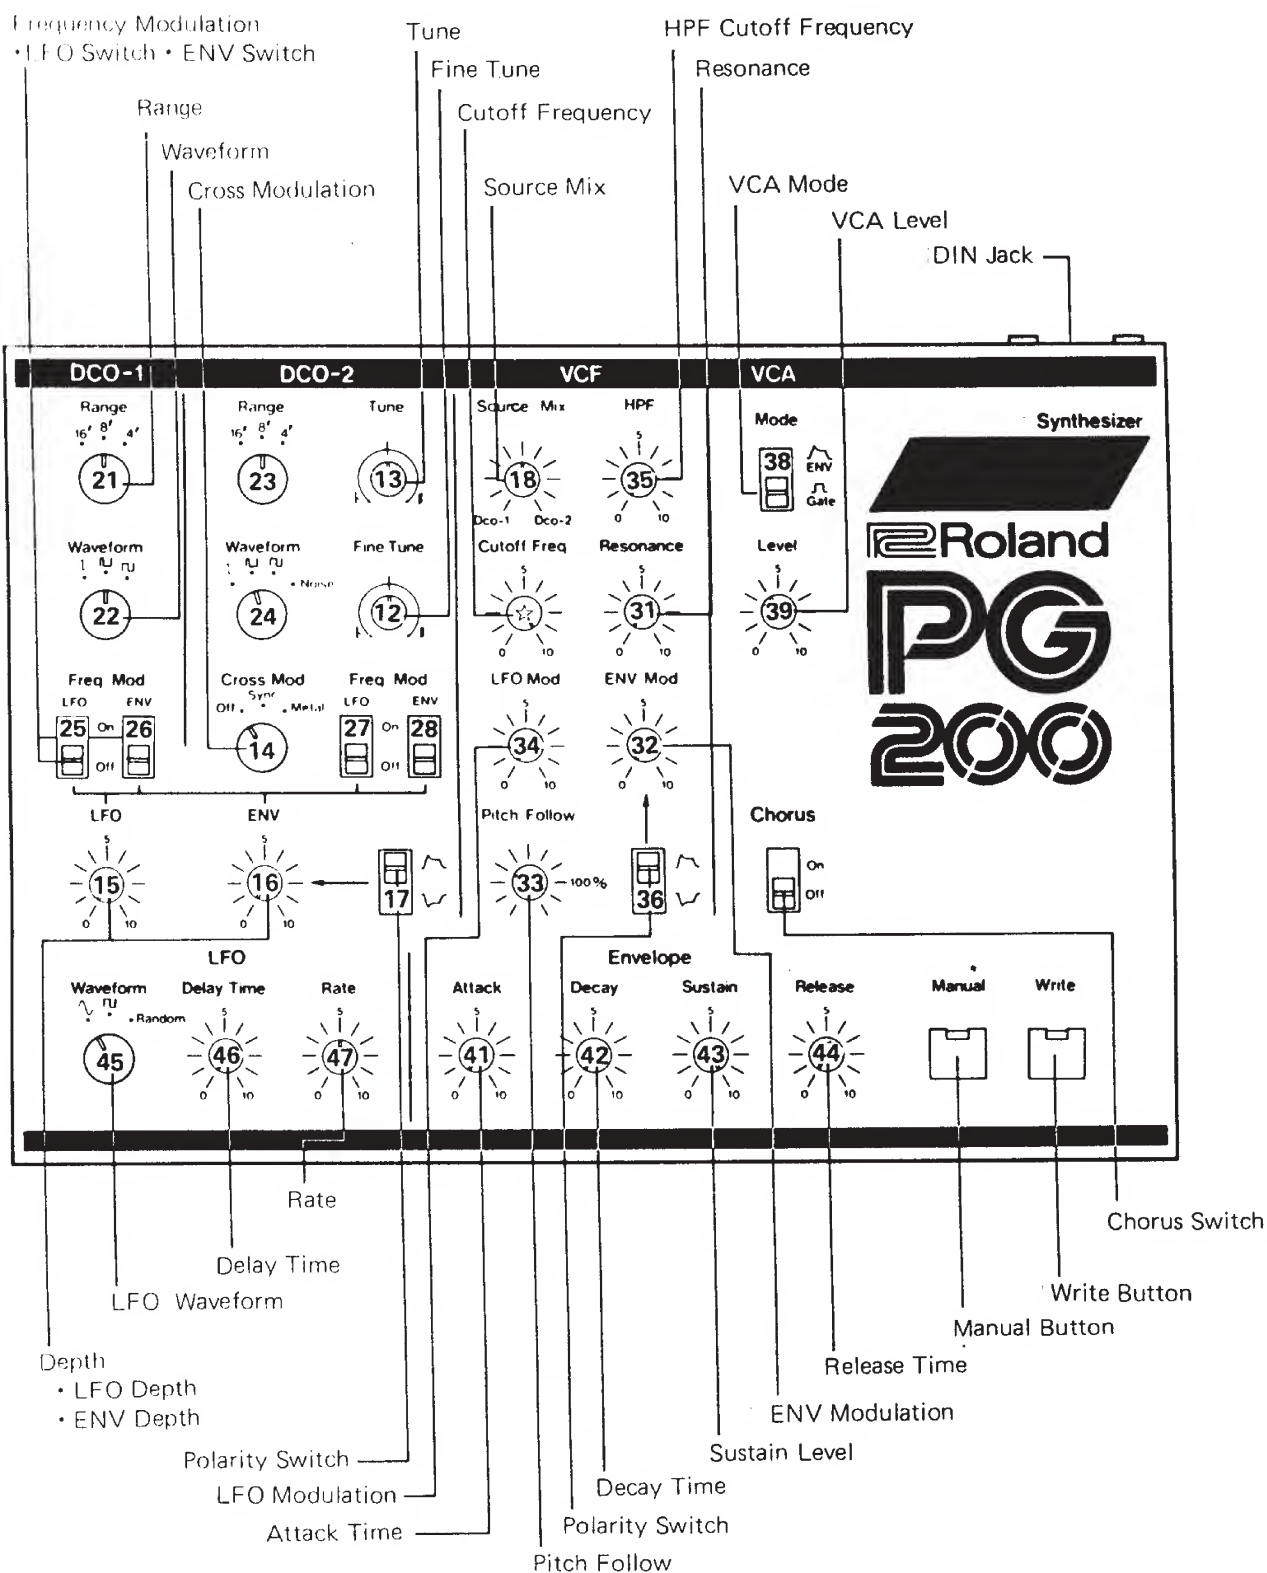 Frequency Modulation
• LFO Switch • ENV Switch
Tune
HPF Cutoff Frequency
Fine Tune
Resonance
Range
Cutoff Frequency
Waveform
Cross Modulation
Source Mix
VCA Mode
VCA Level
DIN Jack
DCO-1
DCO-2
VCF
VCA
Range
16' 8' 4'
21
Range
16' 8' 4'
23
Tune
13
Source Mix
18
Dco-1 Dco-2
HPF
5
35
0 10
Mode
38
ENV
Gate
Synthesizer
Roland
PG
200
Waveform
22
Waveform
Noise
24
Fine Tune
12
Cutoff Freq
5
☆
0 10
Resonance
5
31
0 10
Level
5
39
0 10
Freq Mod
LFO ENV
25 On 26
Off
Cross Mod
Off Sync Metal
14
Freq Mod
LFO ENV
27 On 28
Off
LFO Mod
5
34
0 10
ENV Mod
5
32
0 10
LFO
5
15
0 10
ENV
5
16
0 10
17
Pitch Follow
33
100%
36
Chorus
On
Off
LFO
Envelope
Waveform
Random
45
Delay Time
5
46
0 10
Rate
5
47
0 10
Attack
5
41
0 10
Decay
5
42
0 10
Sustain
5
43
0 10
Release
5
44
0 10
Manual
Write
Rate
Chorus Switch
Delay Time
LFO Waveform
Write Button
Manual Button
Depth
• LFO Depth
• ENV Depth
Release Time
ENV Modulation
Polarity Switch
Sustain Level
LFO Modulation
Decay Time
Attack Time
Polarity Switch
Pitch Follow